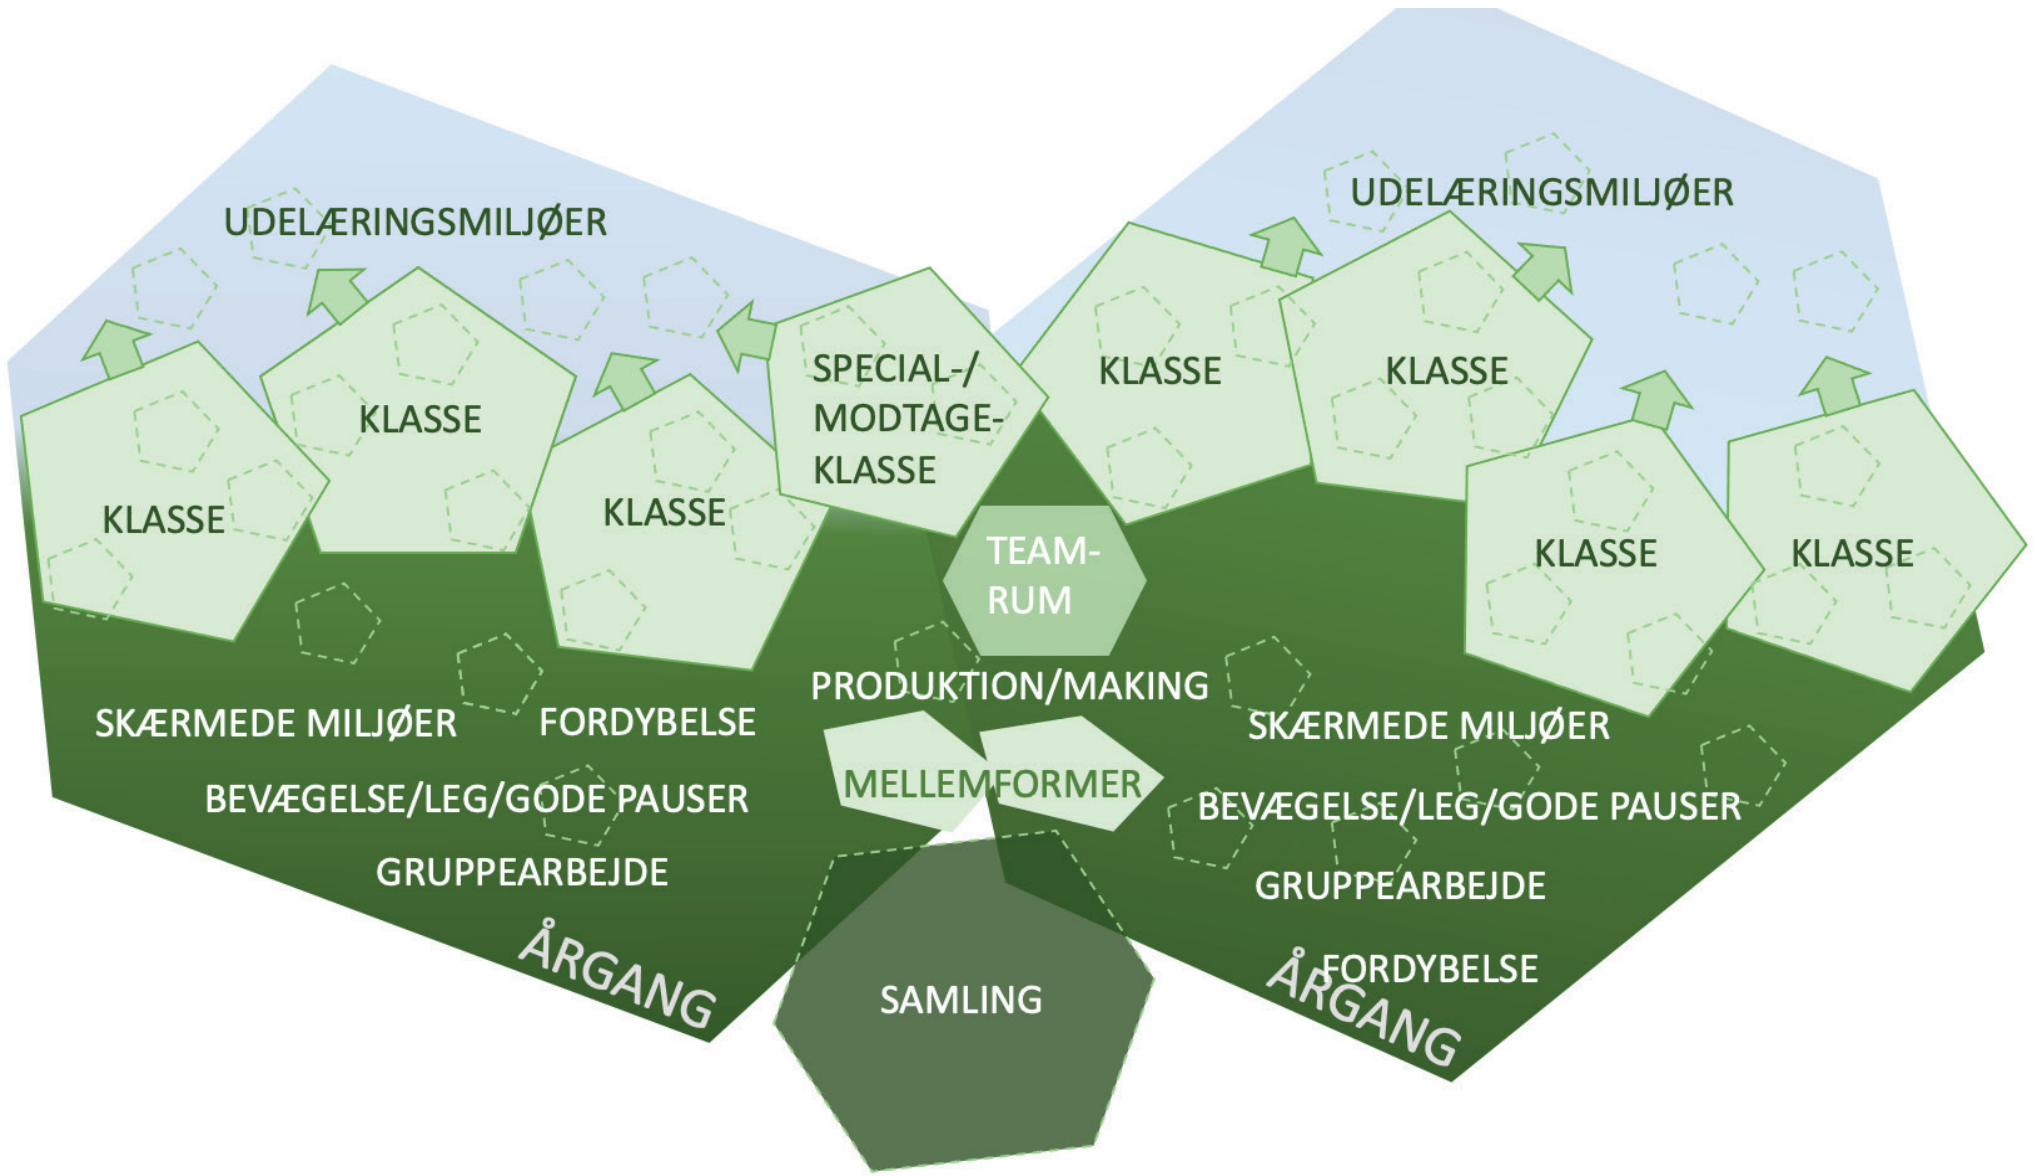 UDELÆRINGSMILJØER
UDELÆRINGSMILJØER
KLASSE
KLASSE
KLASSE
SPECIAL-/
MODTAGE-
KLASSE
KLASSE
KLASSE
KLASSE
KLASSE
TEAM-
RUM
PRODUKTION/MAKING
MELLEMFORMER
SKÆRMEDE MILJØER
FORDYBELSE
BEVÆGELSE/LEG/GODE PAUSER
GRUPPEARBEJDE
ÅRGANG
SKÆRMEDE MILJØER
BEVÆGELSE/LEG/GODE PAUSER
GRUPPEARBEJDE
FORDYBELSE
ÅRGANG
SAMLING